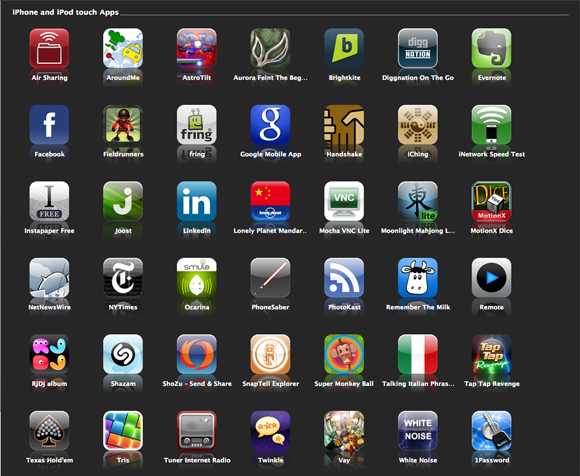 iPhone and iPod touch Apps
digg
NATION
Air Sharing AroundMe AstroTilt Aurora Feint The Beg... Brightkite Diggnation On The Go Evernote
f
fring
g
Facebook Fieldrunners fring Google Mobile App Handshake iChing iNetwork Speed Test
I
FREE
J
in
lonely planet
VNC
東
lite
DICE
MotionX
Instapaper Free Joost LinkedIn Lonely Planet Mandar... Mocha VNC Lite Moonlight Mahjong L... MotionX Dice
T
smule
NetNewsWire NYTimes Ocarina PhoneSaber PhotoKast Remember The Milk Remote
Tap
Tap
Revenge
RjDj album Shazam ShoZu - Send & Share SnapTell Explorer Super Monkey Ball Talking Italian Phras... Tap Tap Revenge
WHITE
NOISE
Texas Hold'em Tris Tuner Internet Radio Twinkle Vay White Noise 1Password